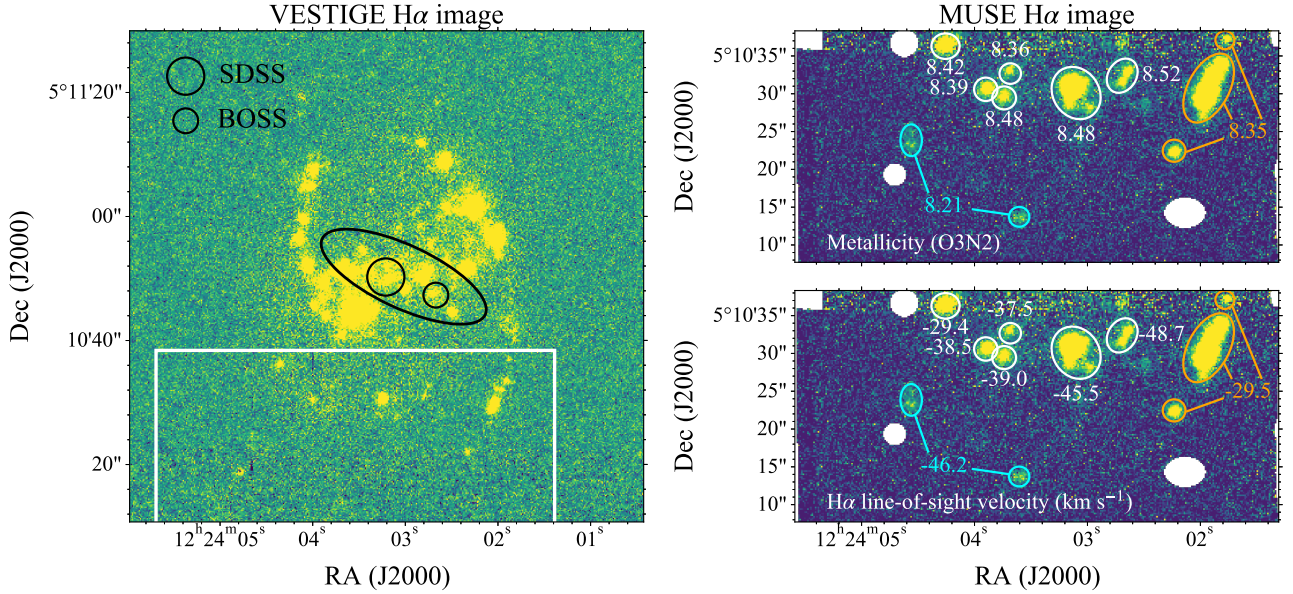 VESTIGE Hα image
SDSS
BOSS
Dec (J2000)
5°11'20"
00"
10'40"
20"
12ʰ24ᵐ05ˢ
04ˢ
03ˢ
02ˢ
01ˢ
RA (J2000)
MUSE Hα image
Dec (J2000)
5°10'35"
30"
25"
20"
15"
10"
8.42
8.36
8.39
8.48
8.48
8.52
8.35
8.21
Metallicity (O3N2)
Dec (J2000)
5°10'35"
30"
25"
20"
15"
10"
-29.4
-37.5
-38.5
-39.0
-45.5
-48.7
-29.5
-46.2
Hα line-of-sight velocity (km s⁻¹)
12ʰ24ᵐ05ˢ
04ˢ
03ˢ
02ˢ
RA (J2000)